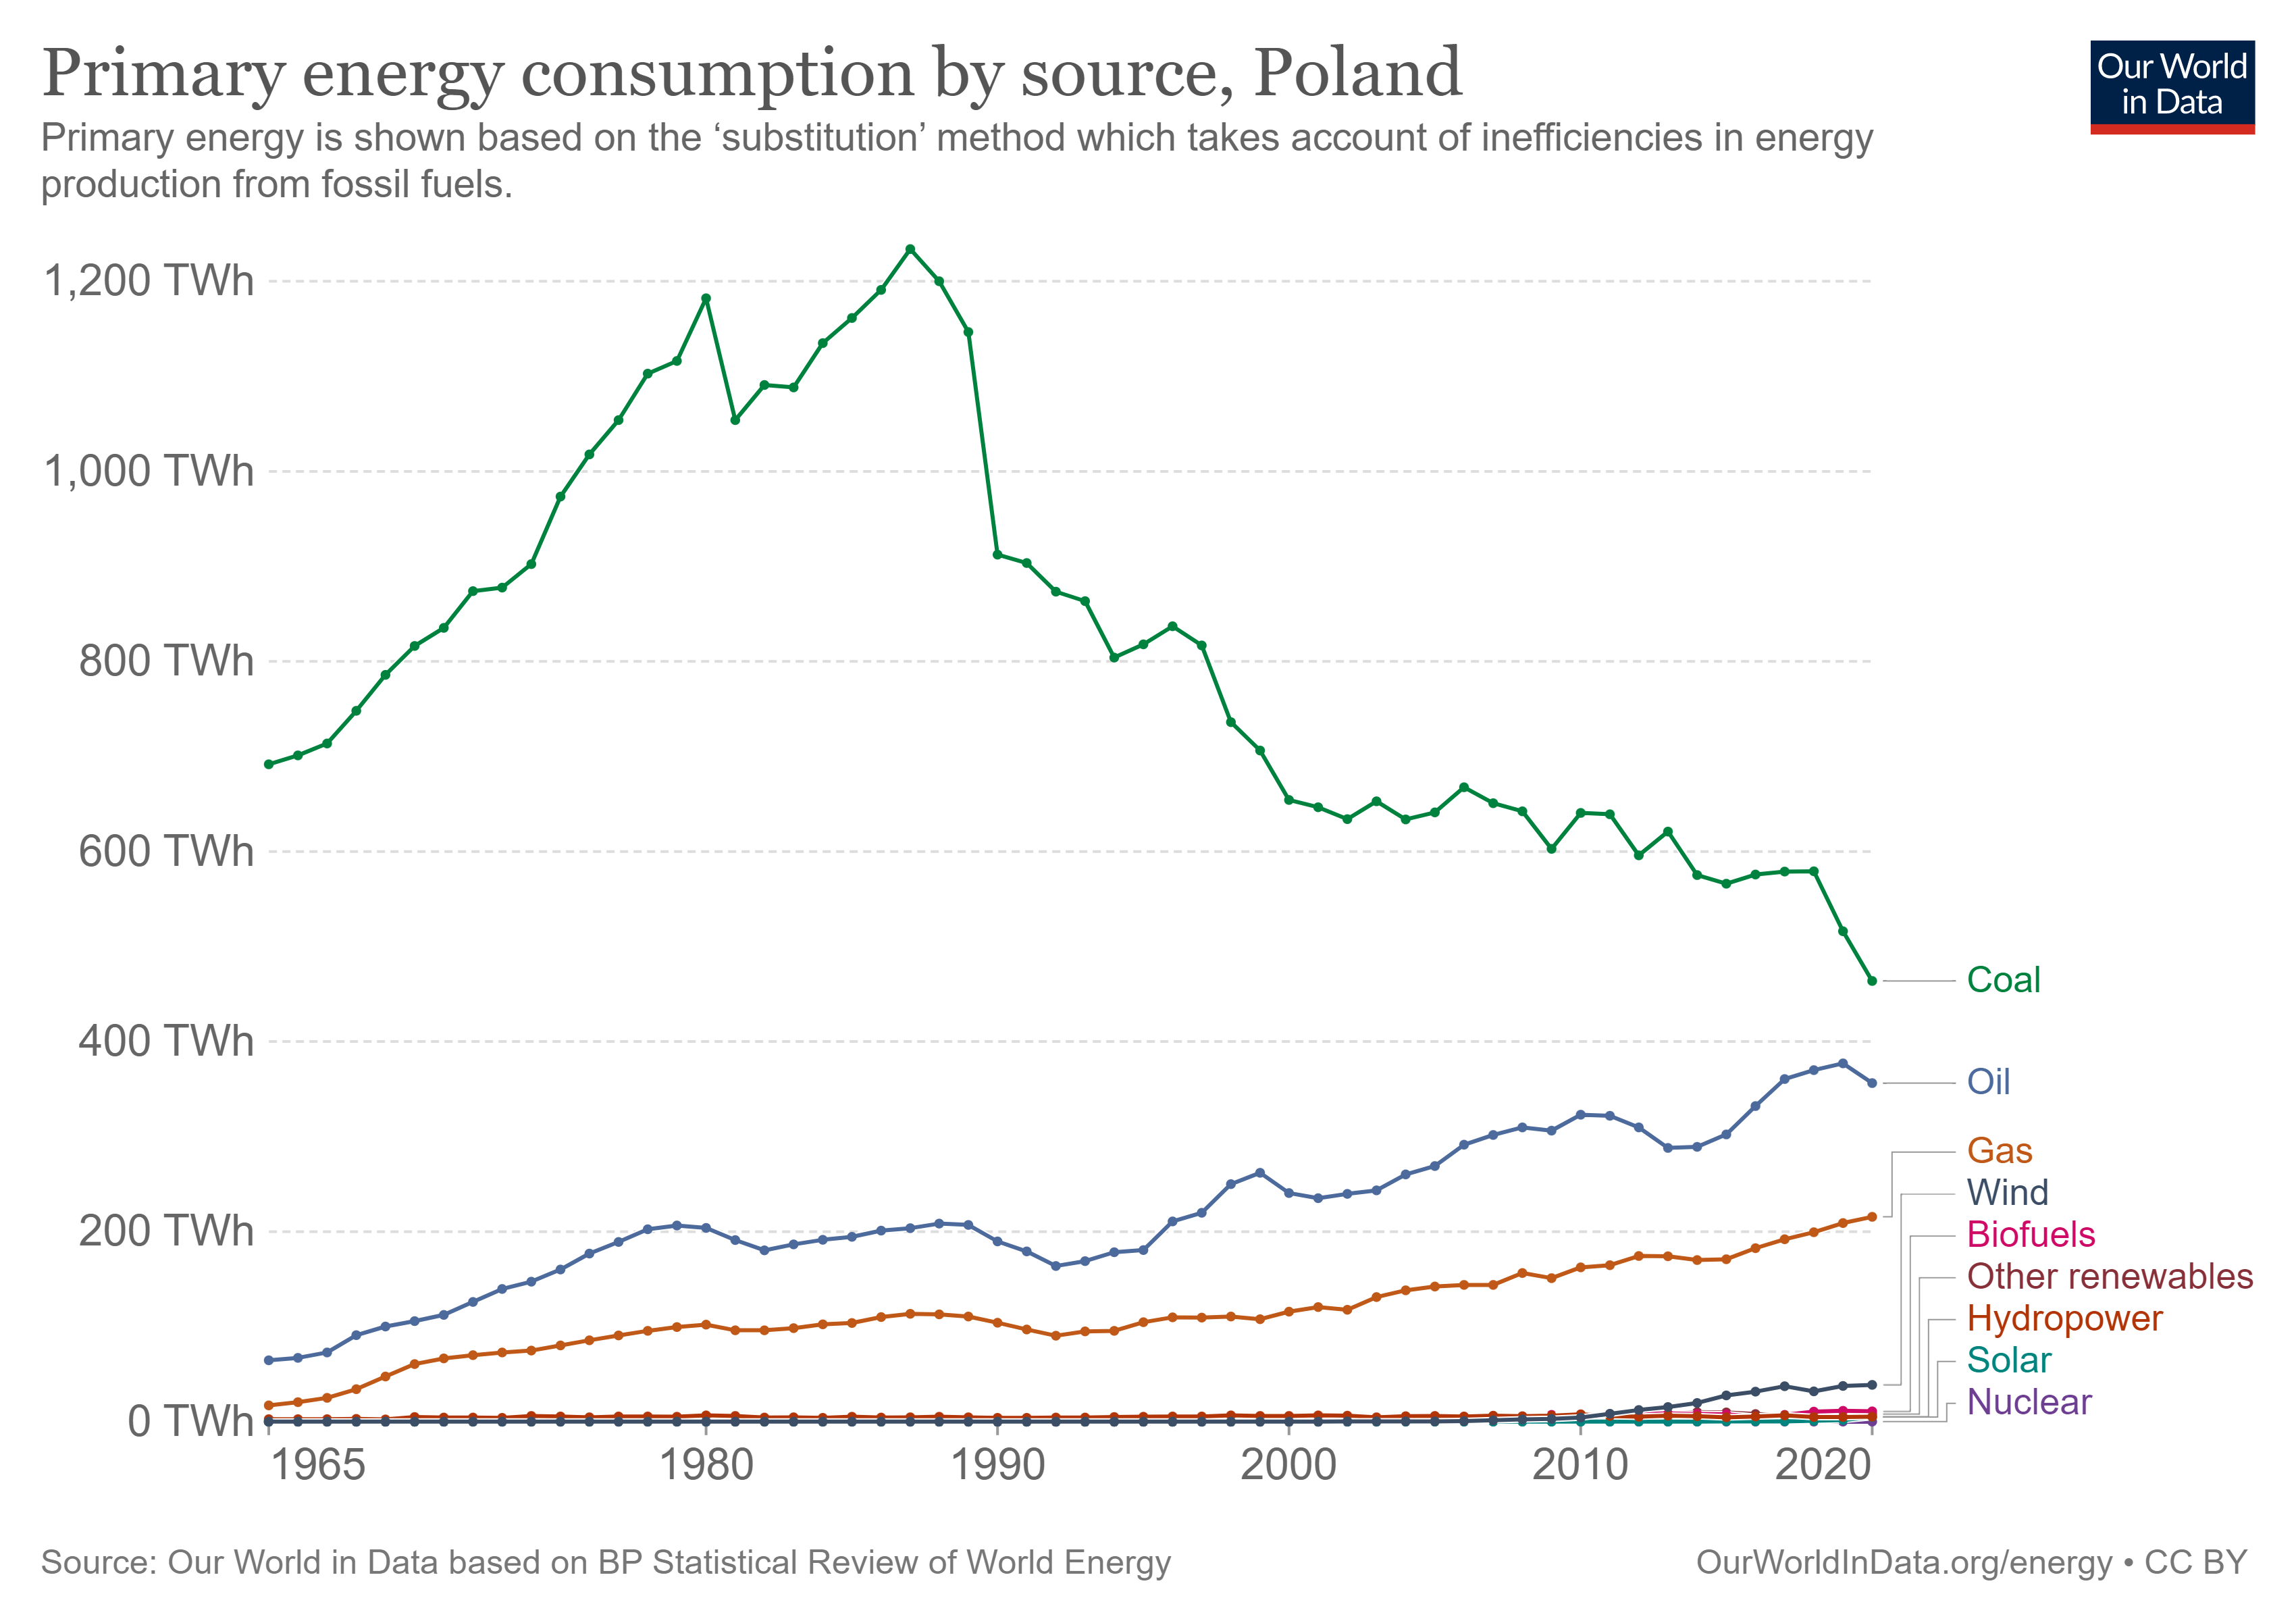 Primary energy consumption by source, Poland
Our World
in Data
Primary energy is shown based on the ‘substitution’ method which takes account of inefficiencies in energy
production from fossil fuels.
1,200 TWh
1,000 TWh
800 TWh
600 TWh
400 TWh
200 TWh
0 TWh
Coal
Oil
Gas
Wind
Biofuels
Other renewables
Hydropower
Solar
Nuclear
1965
1980
1990
2000
2010
2020
Source: Our World in Data based on BP Statistical Review of World Energy
OurWorldInData.org/energy • CC BY